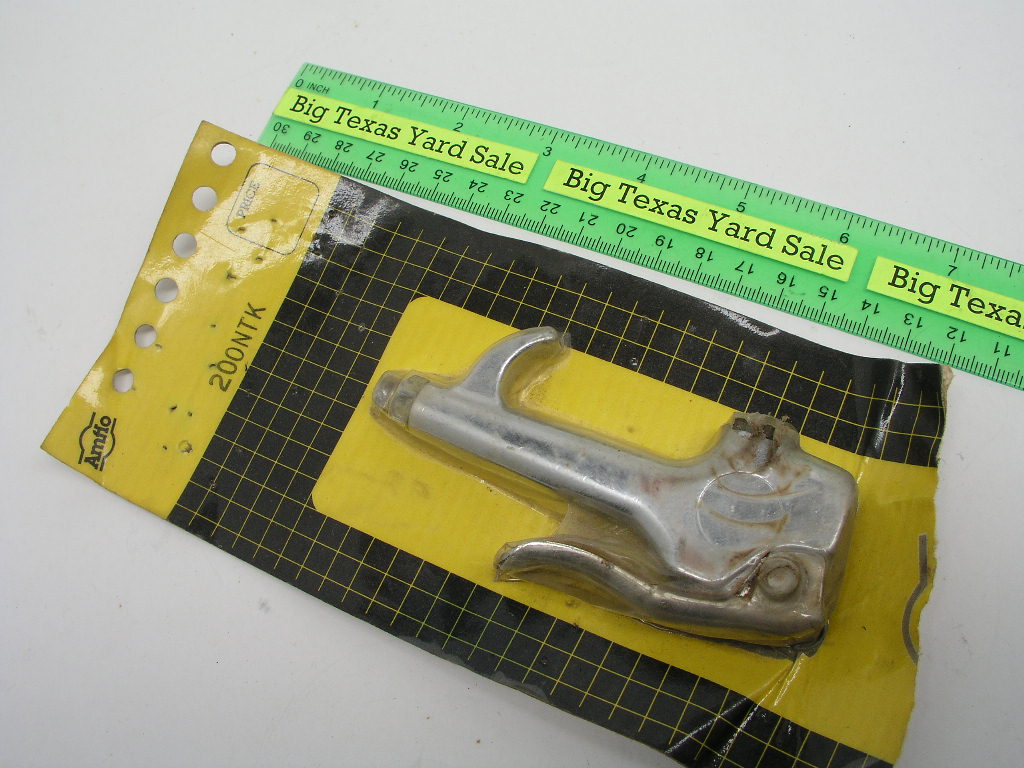 0 INCH 1 2 3 4 5 6 7
Big Texas Yard Sale
Big Texas Yard Sale
Big Texa
30 29 28 27 26 25 24 23 22 21 20 19 18 17 16 15 14 13 12 11
PRICE
200NTK
Amflo